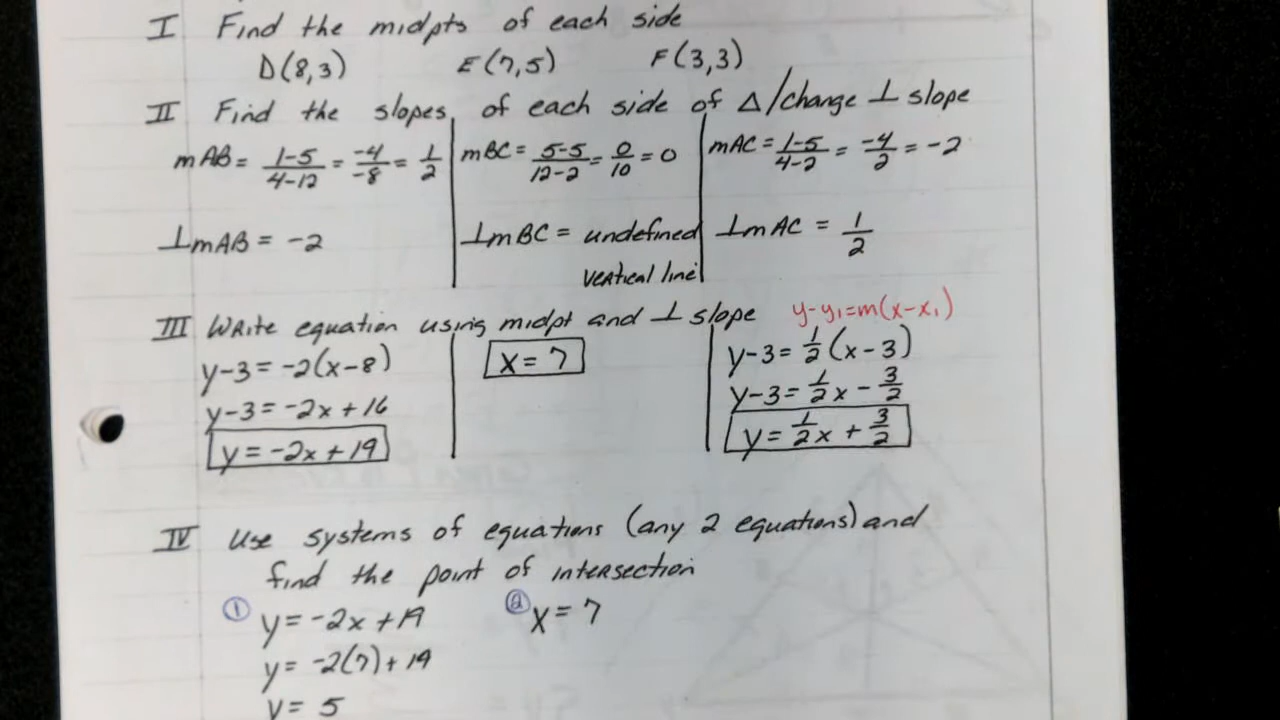 I Find the midpts of each side
D(8,3) E(7,5) F(3,3)
II Find the slopes of each side of △/change ⊥ slope
mAB = 1-5/4-12 = -4/-8 = 1/2
mBC = 5-5/12-2 = 0/10 = 0
mAC = 1-5/4-2 = -4/2 = -2
⊥mAB = -2
⊥mBC = undefined
vertical line
⊥mAC = 1/2
III Write equation using midpt and ⊥ slope y-y₁=m(x-x₁)
y-3 = -2(x-8)
y-3 = -2x+16
y = -2x+19
x = 7
y-3 = 1/2(x-3)
y-3 = 1/2x - 3/2
y = 1/2x + 3/2
IV Use systems of equations (any 2 equations) and
find the point of intersection
① y = -2x+19
② x = 7
y = -2(7)+19
y = 5